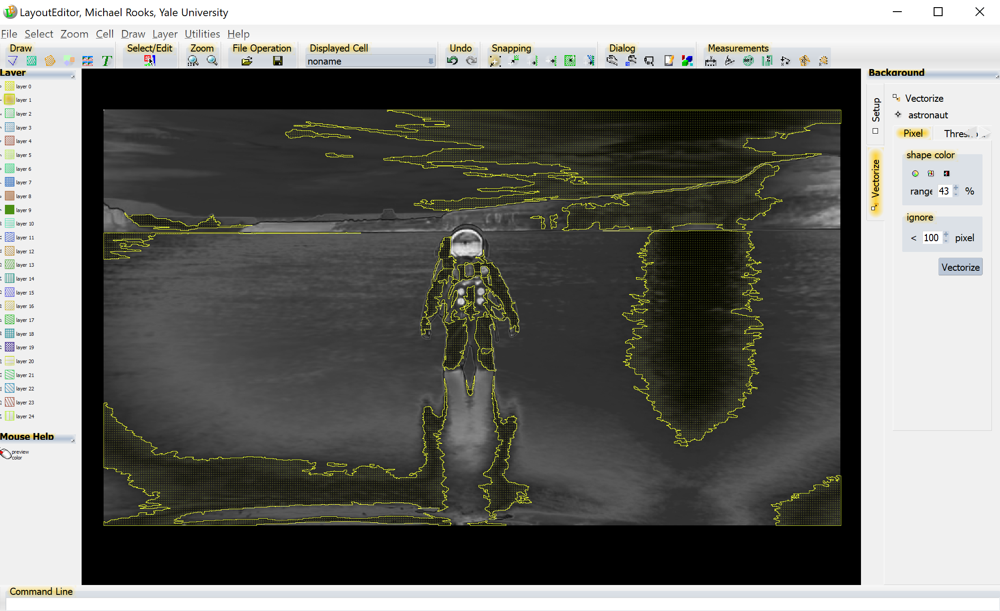 LayoutEditor, Michael Rooks, Yale University
File Select Zoom Cell Draw Layer Utilities Help
Draw Select/Edit Zoom File Operation Displayed Cell Undo Snapping Dialog Measurements
noname
Layer
layer 0
layer 1
layer 2
layer 3
layer 4
layer 5
layer 6
layer 7
layer 8
layer 9
layer 10
layer 11
layer 12
layer 13
layer 14
layer 15
layer 16
layer 17
layer 18
layer 19
layer 20
layer 21
layer 22
layer 23
layer 24
Mouse Help
preview
color
Background
Setup
Vectorize
Vectorize
astronaut
Pixel
shape color
range 43 %
ignore
< 100 pixel
Vectorize
Command Line